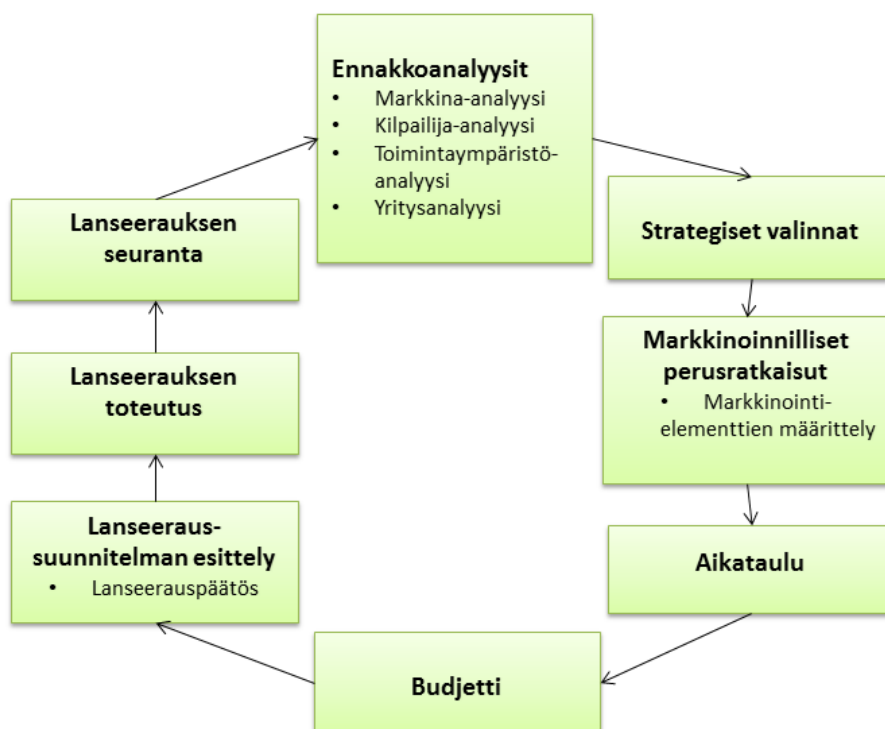 Ennakkoanalyysit
• Markkina-analyysi
• Kilpailija-analyysi
• Toimintaympäristö-
analyysi
• Yritysanalyysi
Strategiset valinnat
Markkinoinnilliset
perusratkaisut
• Markkinointi-
elementtien määrittely
Aikataulu
Budjetti
Lanseeraus-
suunnitelman esittely
• Lanseerauspäätös
Lanseerauksen
toteutus
Lanseerauksen
seuranta